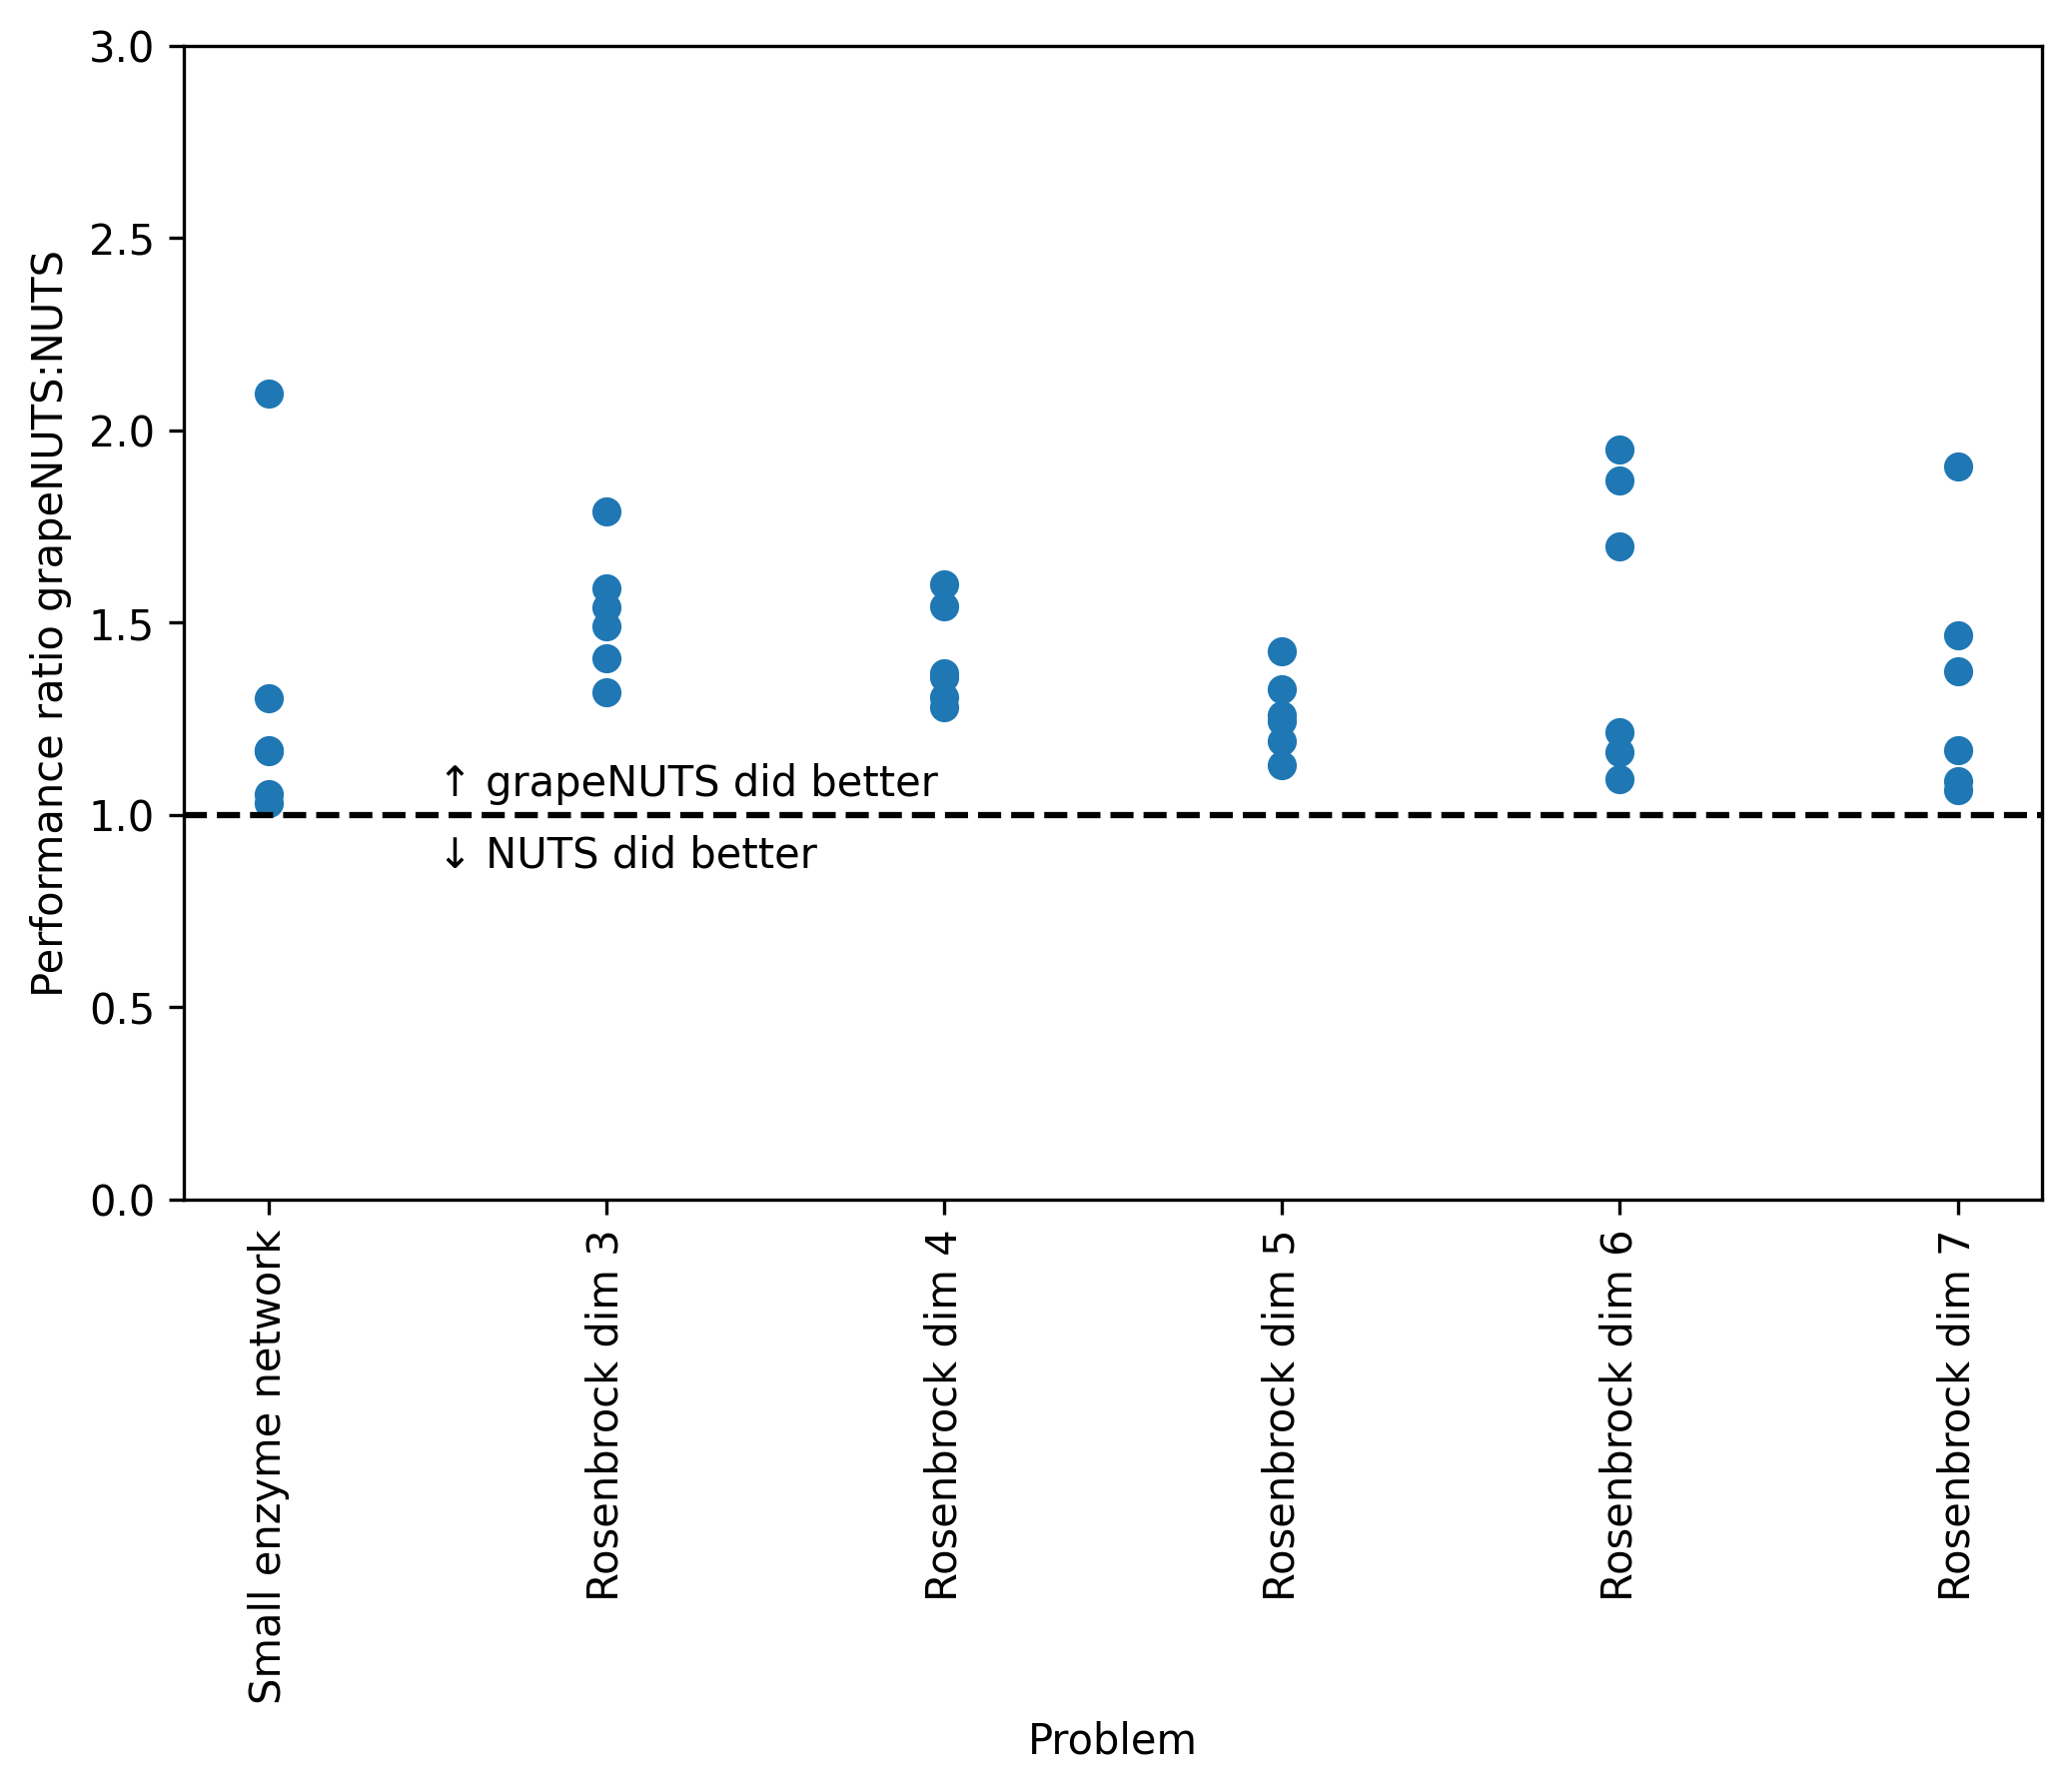 Performance ratio grapeNUTS:NUTS
3.0
2.5
2.0
1.5
1.0
0.5
0.0
↑ grapeNUTS did better
↓ NUTS did better
Small enzyme network
Rosenbrock dim 3
Rosenbrock dim 4
Rosenbrock dim 5
Rosenbrock dim 6
Rosenbrock dim 7
Problem